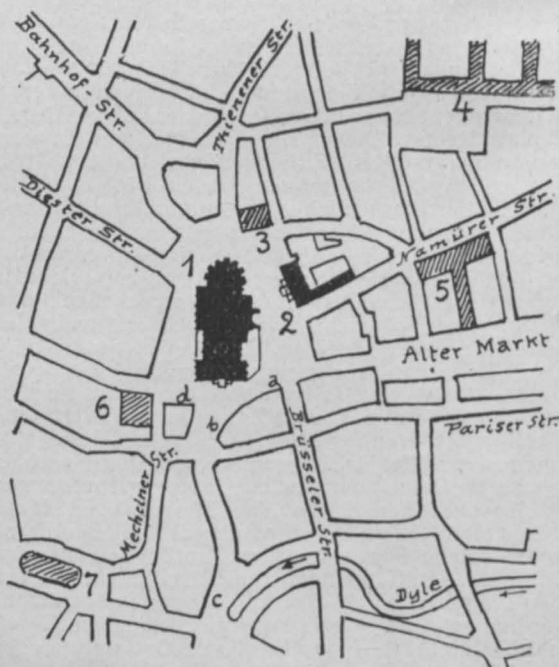 Bahnhof-Str.
Thienener Str.
4
Diester Str.
3
Namürer Str.
1
5
2
Alter Markt
6
d
a
b
Brüsseler Str.
Pariser Str.
Mechelner Str.
7
c
Dyle